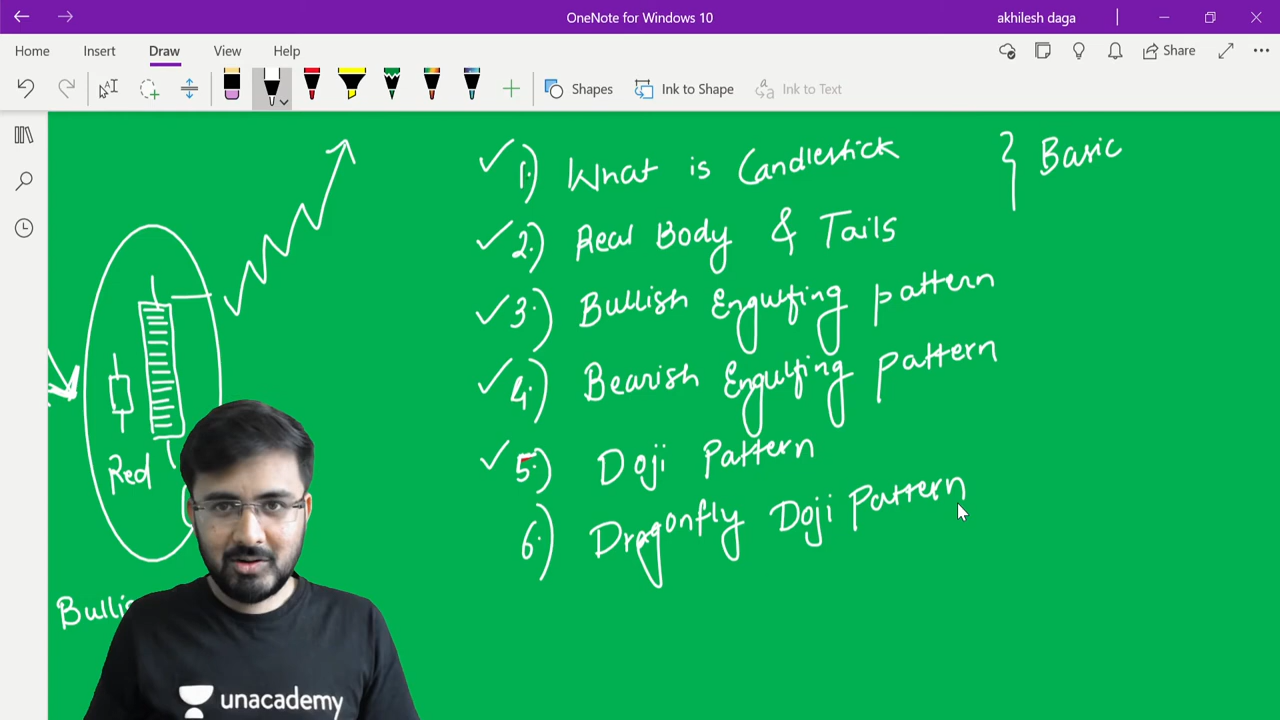 OneNote for Windows 10
akhilesh daga
Home
Insert
Draw
View
Help
Share
Shapes
Ink to Shape
Ink to Text
1.) What is Candlestick
Basic
2.) Real Body & Tails
3.) Bullish Engulfing pattern
4.) Bearish Engulfing Pattern
5.) Doji Pattern
6.) Dragonfly Doji Pattern
Red
unacademy